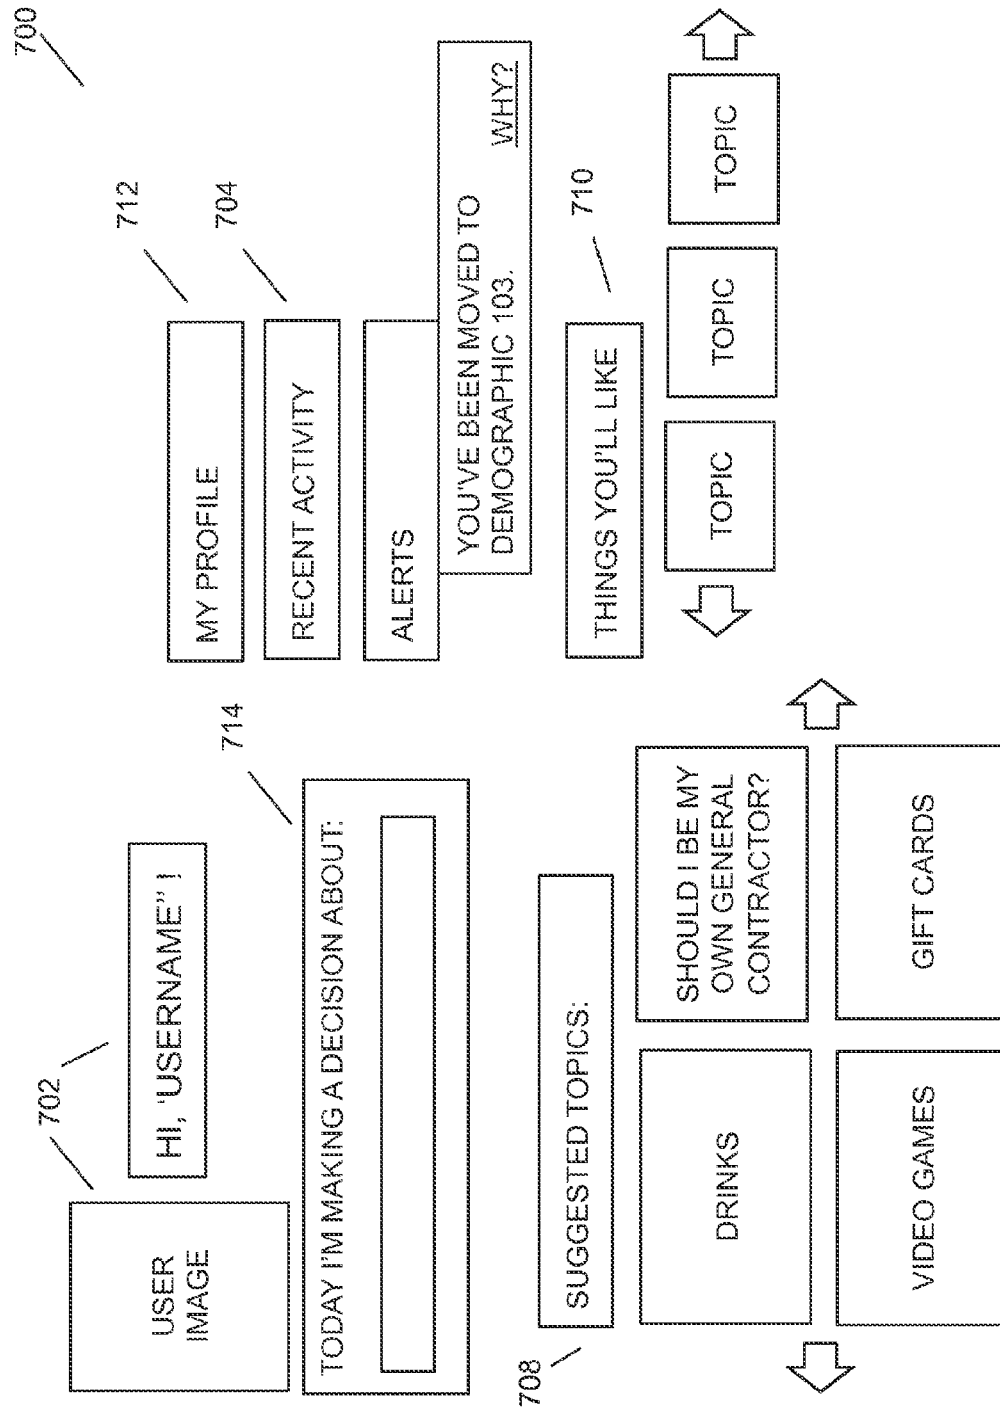 700
702
USER
IMAGE
HI, "USERNAME" !
712
MY PROFILE
704
RECENT ACTIVITY
714
TODAY I'M MAKING A DECISION ABOUT:
ALERTS
YOU'VE BEEN MOVED TO
DEMOGRAPHIC 103.
WHY?
708
SUGGESTED TOPICS:
DRINKS
SHOULD I BE MY
OWN GENERAL
CONTRACTOR?
VIDEO GAMES
GIFT CARDS
710
THINGS YOU'LL LIKE
TOPIC
TOPIC
TOPIC